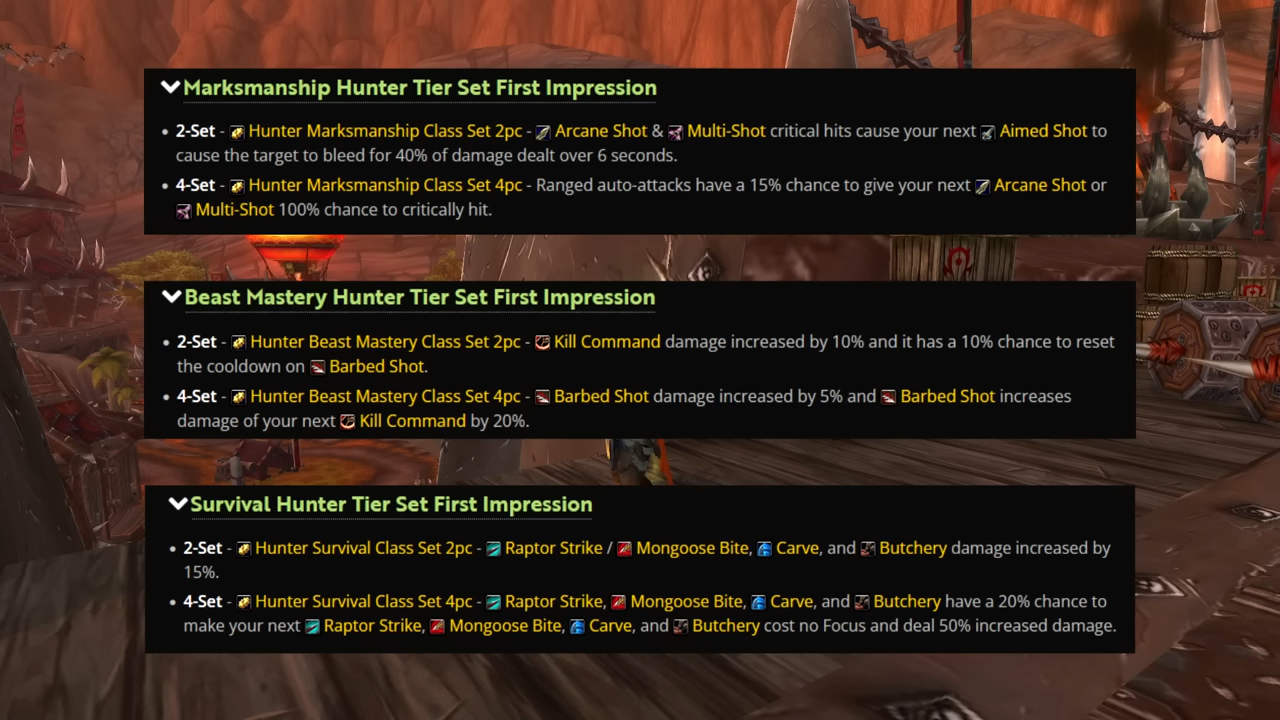 Marksmanship Hunter Tier Set First Impression
• 2-Set - Hunter Marksmanship Class Set 2pc - Arcane Shot & Multi-Shot critical hits cause your next Aimed Shot to
cause the target to bleed for 40% of damage dealt over 6 seconds.
• 4-Set - Hunter Marksmanship Class Set 4pc - Ranged auto-attacks have a 15% chance to give your next Arcane Shot or
Multi-Shot 100% chance to critically hit.
Beast Mastery Hunter Tier Set First Impression
• 2-Set - Hunter Beast Mastery Class Set 2pc - Kill Command damage increased by 10% and it has a 10% chance to reset
the cooldown on Barbed Shot.
• 4-Set - Hunter Beast Mastery Class Set 4pc - Barbed Shot damage increased by 5% and Barbed Shot increases
damage of your next Kill Command by 20%.
Survival Hunter Tier Set First Impression
• 2-Set - Hunter Survival Class Set 2pc - Raptor Strike / Mongoose Bite, Carve, and Butchery damage increased by
15%.
• 4-Set - Hunter Survival Class Set 4pc - Raptor Strike, Mongoose Bite, Carve, and Butchery have a 20% chance to
make your next Raptor Strike, Mongoose Bite, Carve, and Butchery cost no Focus and deal 50% increased damage.